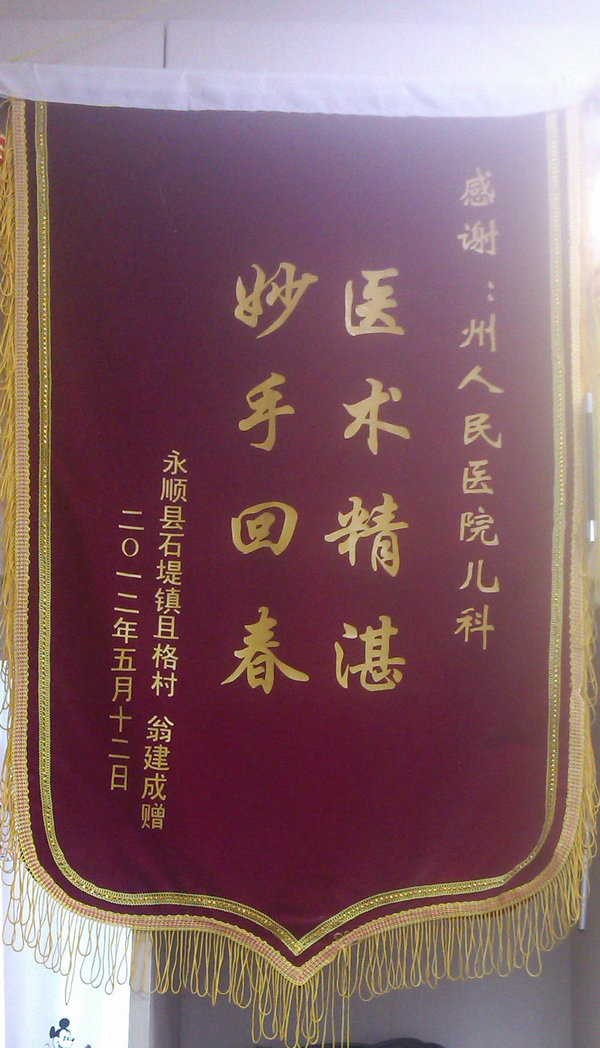 感谢：州人民医院儿科
医术精湛
妙手回春
永顺县石堤镇且格村 翁建成赠
二〇一二年五月十二日